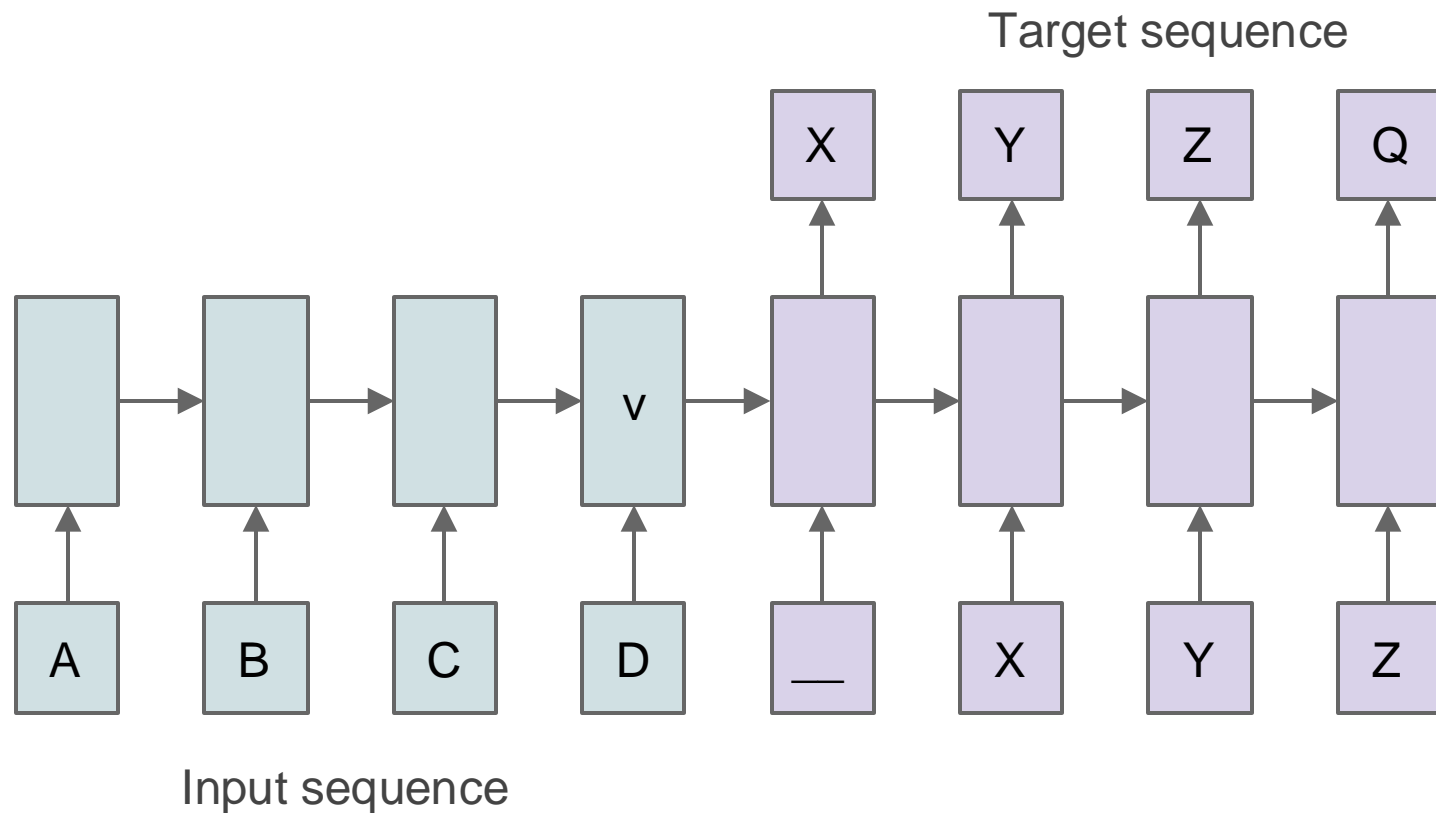 Target sequence
X Y Z Q
v
A B C D __ X Y Z
Input sequence